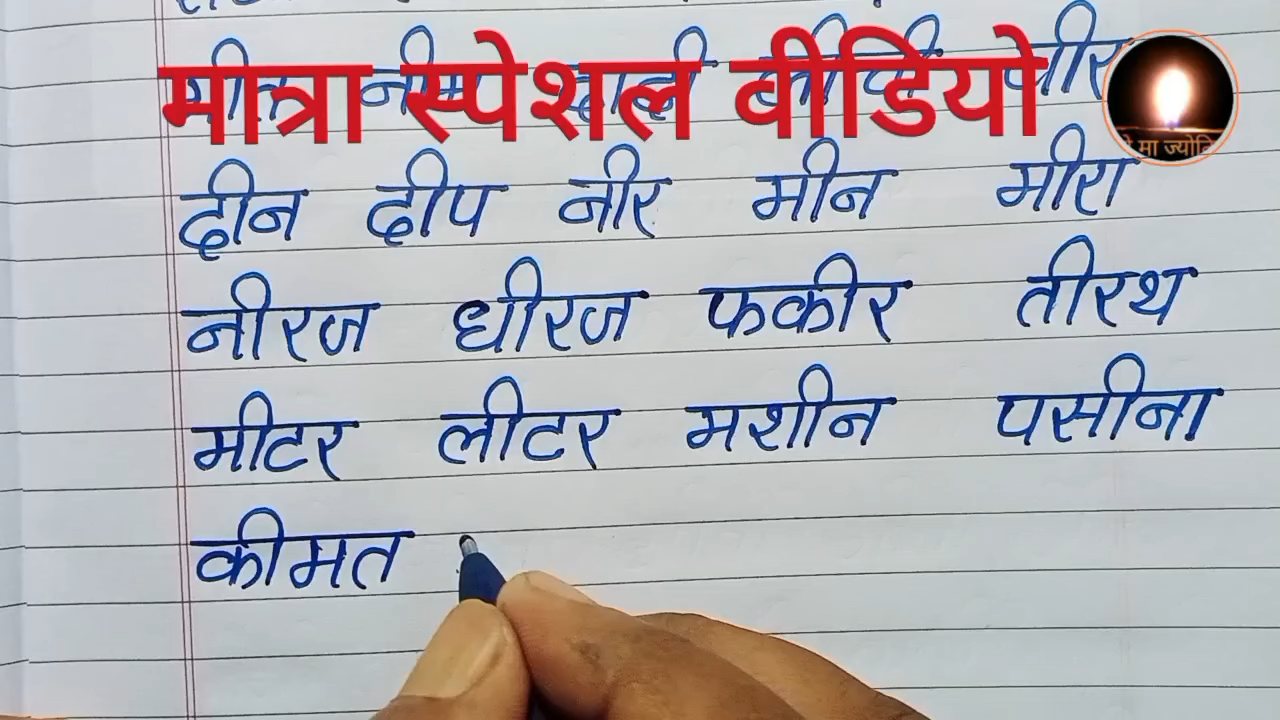 मात्रा स्पेशल वीडियो
मा ज्योति
दीन दीप नीर मीन मीरा
नीरज धीरज फकीर तीरथ
मीटर लीटर मशीन पसीना
कीमत